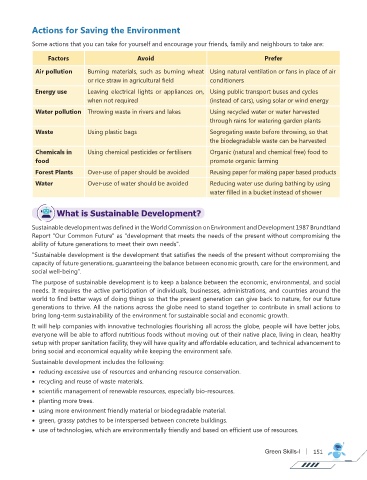 Actions for Saving the Environment
Some actions that you can take for yourself and encourage your friends, family and neighbours to take are:
Factors Avoid Prefer
Air pollution Burning materials, such as burning wheat Using natural ventilation or fans in place of air
or rice straw in agricultural field conditioners
Energy use Leaving electrical lights or appliances on, Using public transport buses and cycles
when not required (instead of cars), using solar or wind energy
Water pollution Throwing waste in rivers and lakes Using recycled water or water harvested
through rains for watering garden plants
Waste Using plastic bags Segregating waste before throwing, so that
the biodegradable waste can be harvested
Chemicals in Using chemical pesticides or fertilisers Organic (natural and chemical free) food to
food promote organic farming
Forest Plants Over-use of paper should be avoided Reusing paper for making paper based products
Water Over-use of water should be avoided Reducing water use during bathing by using
water filled in a bucket instead of shower
What is Sustainable Development?
Sustainable development was defined in the World Commission on Environment and Development 1987 Brundtland
Report "Our Common Future" as "development that meets the needs of the present without compromising the
ability of future generations to meet their own needs".
"Sustainable development is the development that satisfies the needs of the present without compromising the
capacity of future generations, guaranteeing the balance between economic growth, care for the environment, and
social well-being".
The purpose of sustainable development is to keep a balance between the economic, environmental, and social
needs. It requires the active participation of individuals, businesses, administrations, and countries around the
world to find better ways of doing things so that the present generation can give back to nature, for our future
generations to thrive. All the nations across the globe need to stand together to contribute in small actions to
bring long-term sustainability of the environment for sustainable social and economic growth.
It will help companies with innovative technologies flourishing all across the globe, people will have better jobs,
everyone will be able to afford nutritious foods without moving out of their native place, living in clean, healthy
setup with proper sanitation facility, they will have quality and affordable education, and technical advancement to
bring social and economical equality while keeping the environment safe.
Sustainable development includes the following:
• reducing excessive use of resources and enhancing resource conservation.
• recycling and reuse of waste materials.
• scientific management of renewable resources, especially bio-resources.
• planting more trees.
• using more environment friendly material or biodegradable material.
• green, grassy patches to be interspersed between concrete buildings.
• use of technologies, which are environmentally friendly and based on efficient use of resources.
Green Skills-I 151